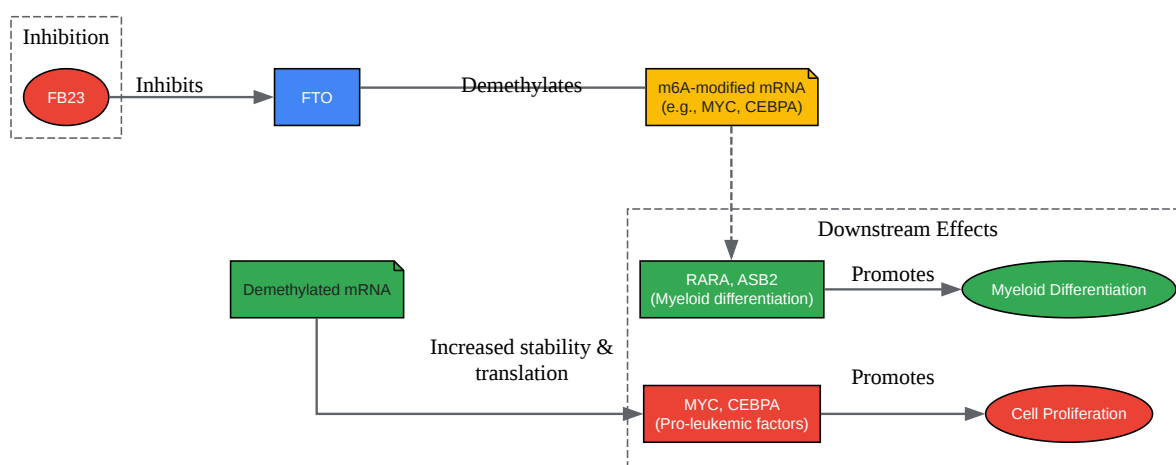 Inhibition
FB23
Inhibits
FTO
Demethylates
m6A-modified mRNA
(e.g., MYC, CEBPA)
Downstream Effects
RARA, ASB2
(Myeloid differentiation)
Promotes
Myeloid Differentiation
Demethylated mRNA
Increased stability &
translation
MYC, CEBPA
(Pro-leukemic factors)
Promotes
Cell Proliferation